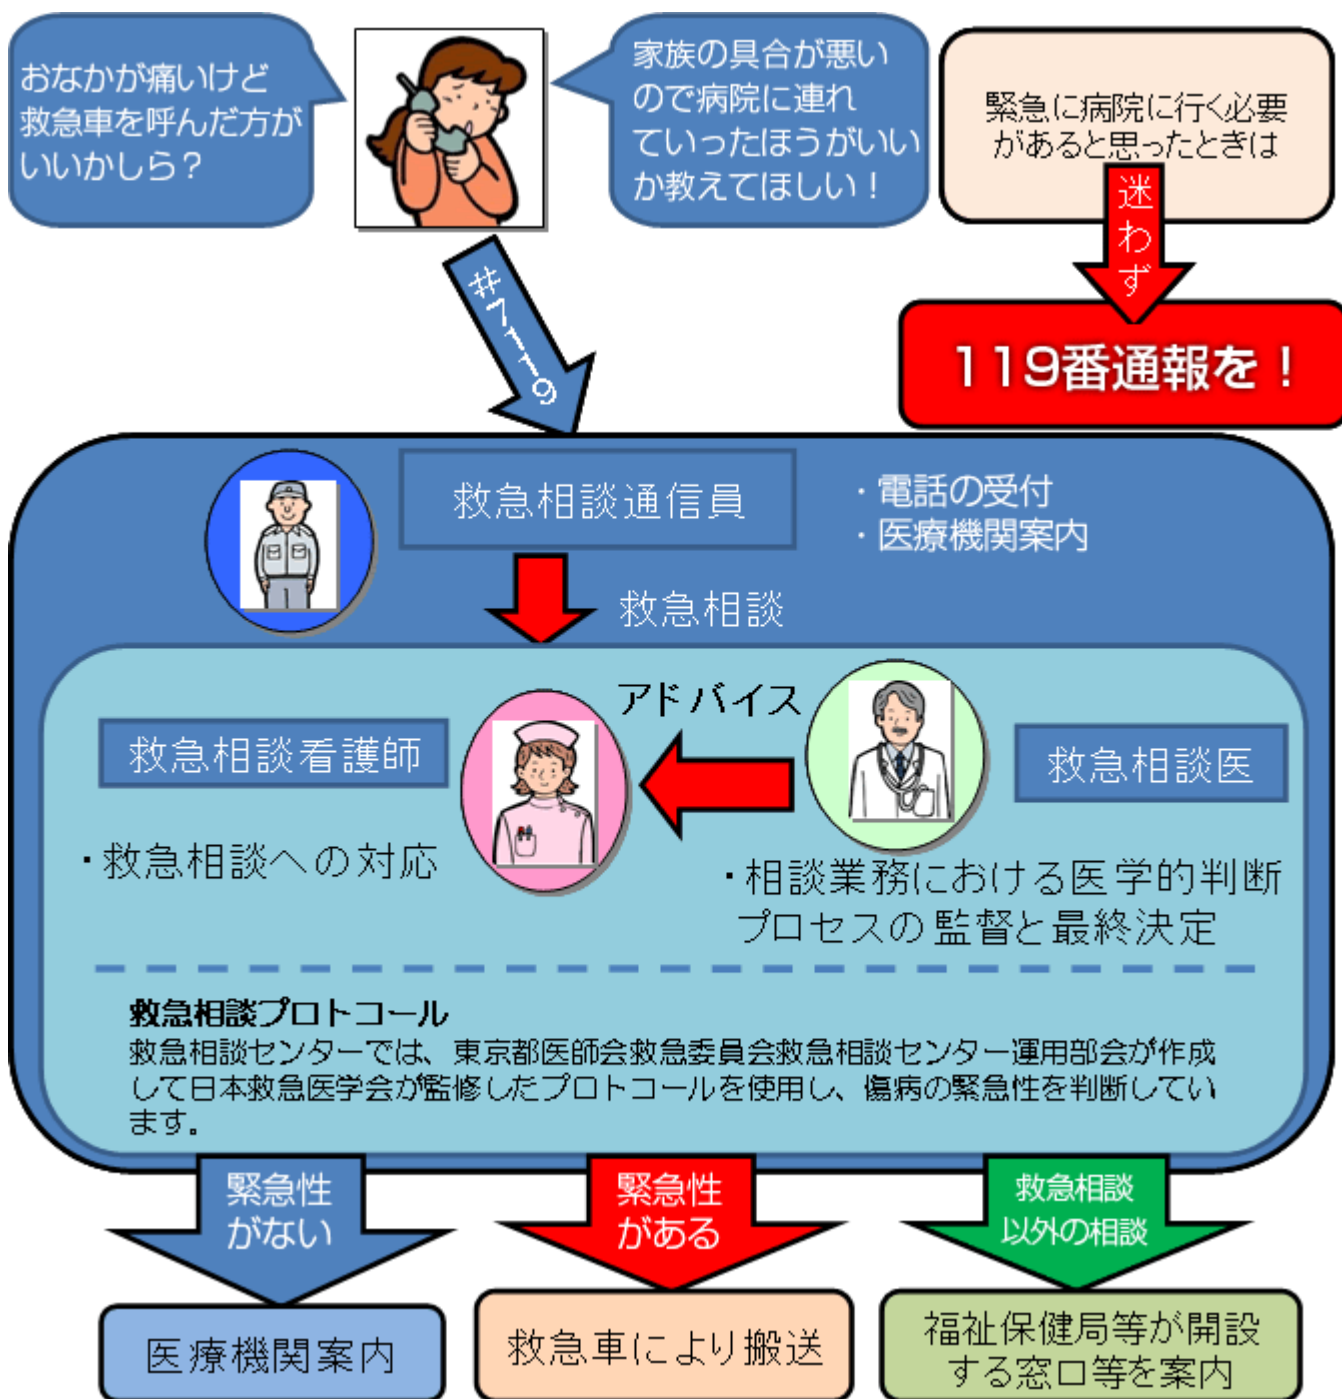 おなかが痛いけど
救急車を呼んだ方が
いいかしら？
家族の具合が悪い
ので病院に連れ
ていったほうがいい
か教えてほしい！
緊急に病院に行く必要
があると思ったときは
迷わず
119番通報を！
#7119
救急相談通信員
・電話の受付
・医療機関案内
救急相談
アドバイス
救急相談看護師
救急相談医
・救急相談への対応
・相談業務における医学的判断
プロセスの監督と最終決定
救急相談プロトコール
救急相談センターでは、東京都医師会救急委員会救急相談センター運用部会が作成
して日本救急医学会が監修したプロトコールを使用し、傷病の緊急性を判断してい
ます。
緊急性
がない
緊急性
がある
救急相談
以外の相談
医療機関案内
救急車により搬送
福祉保健局等が開設
する窓口等を案内